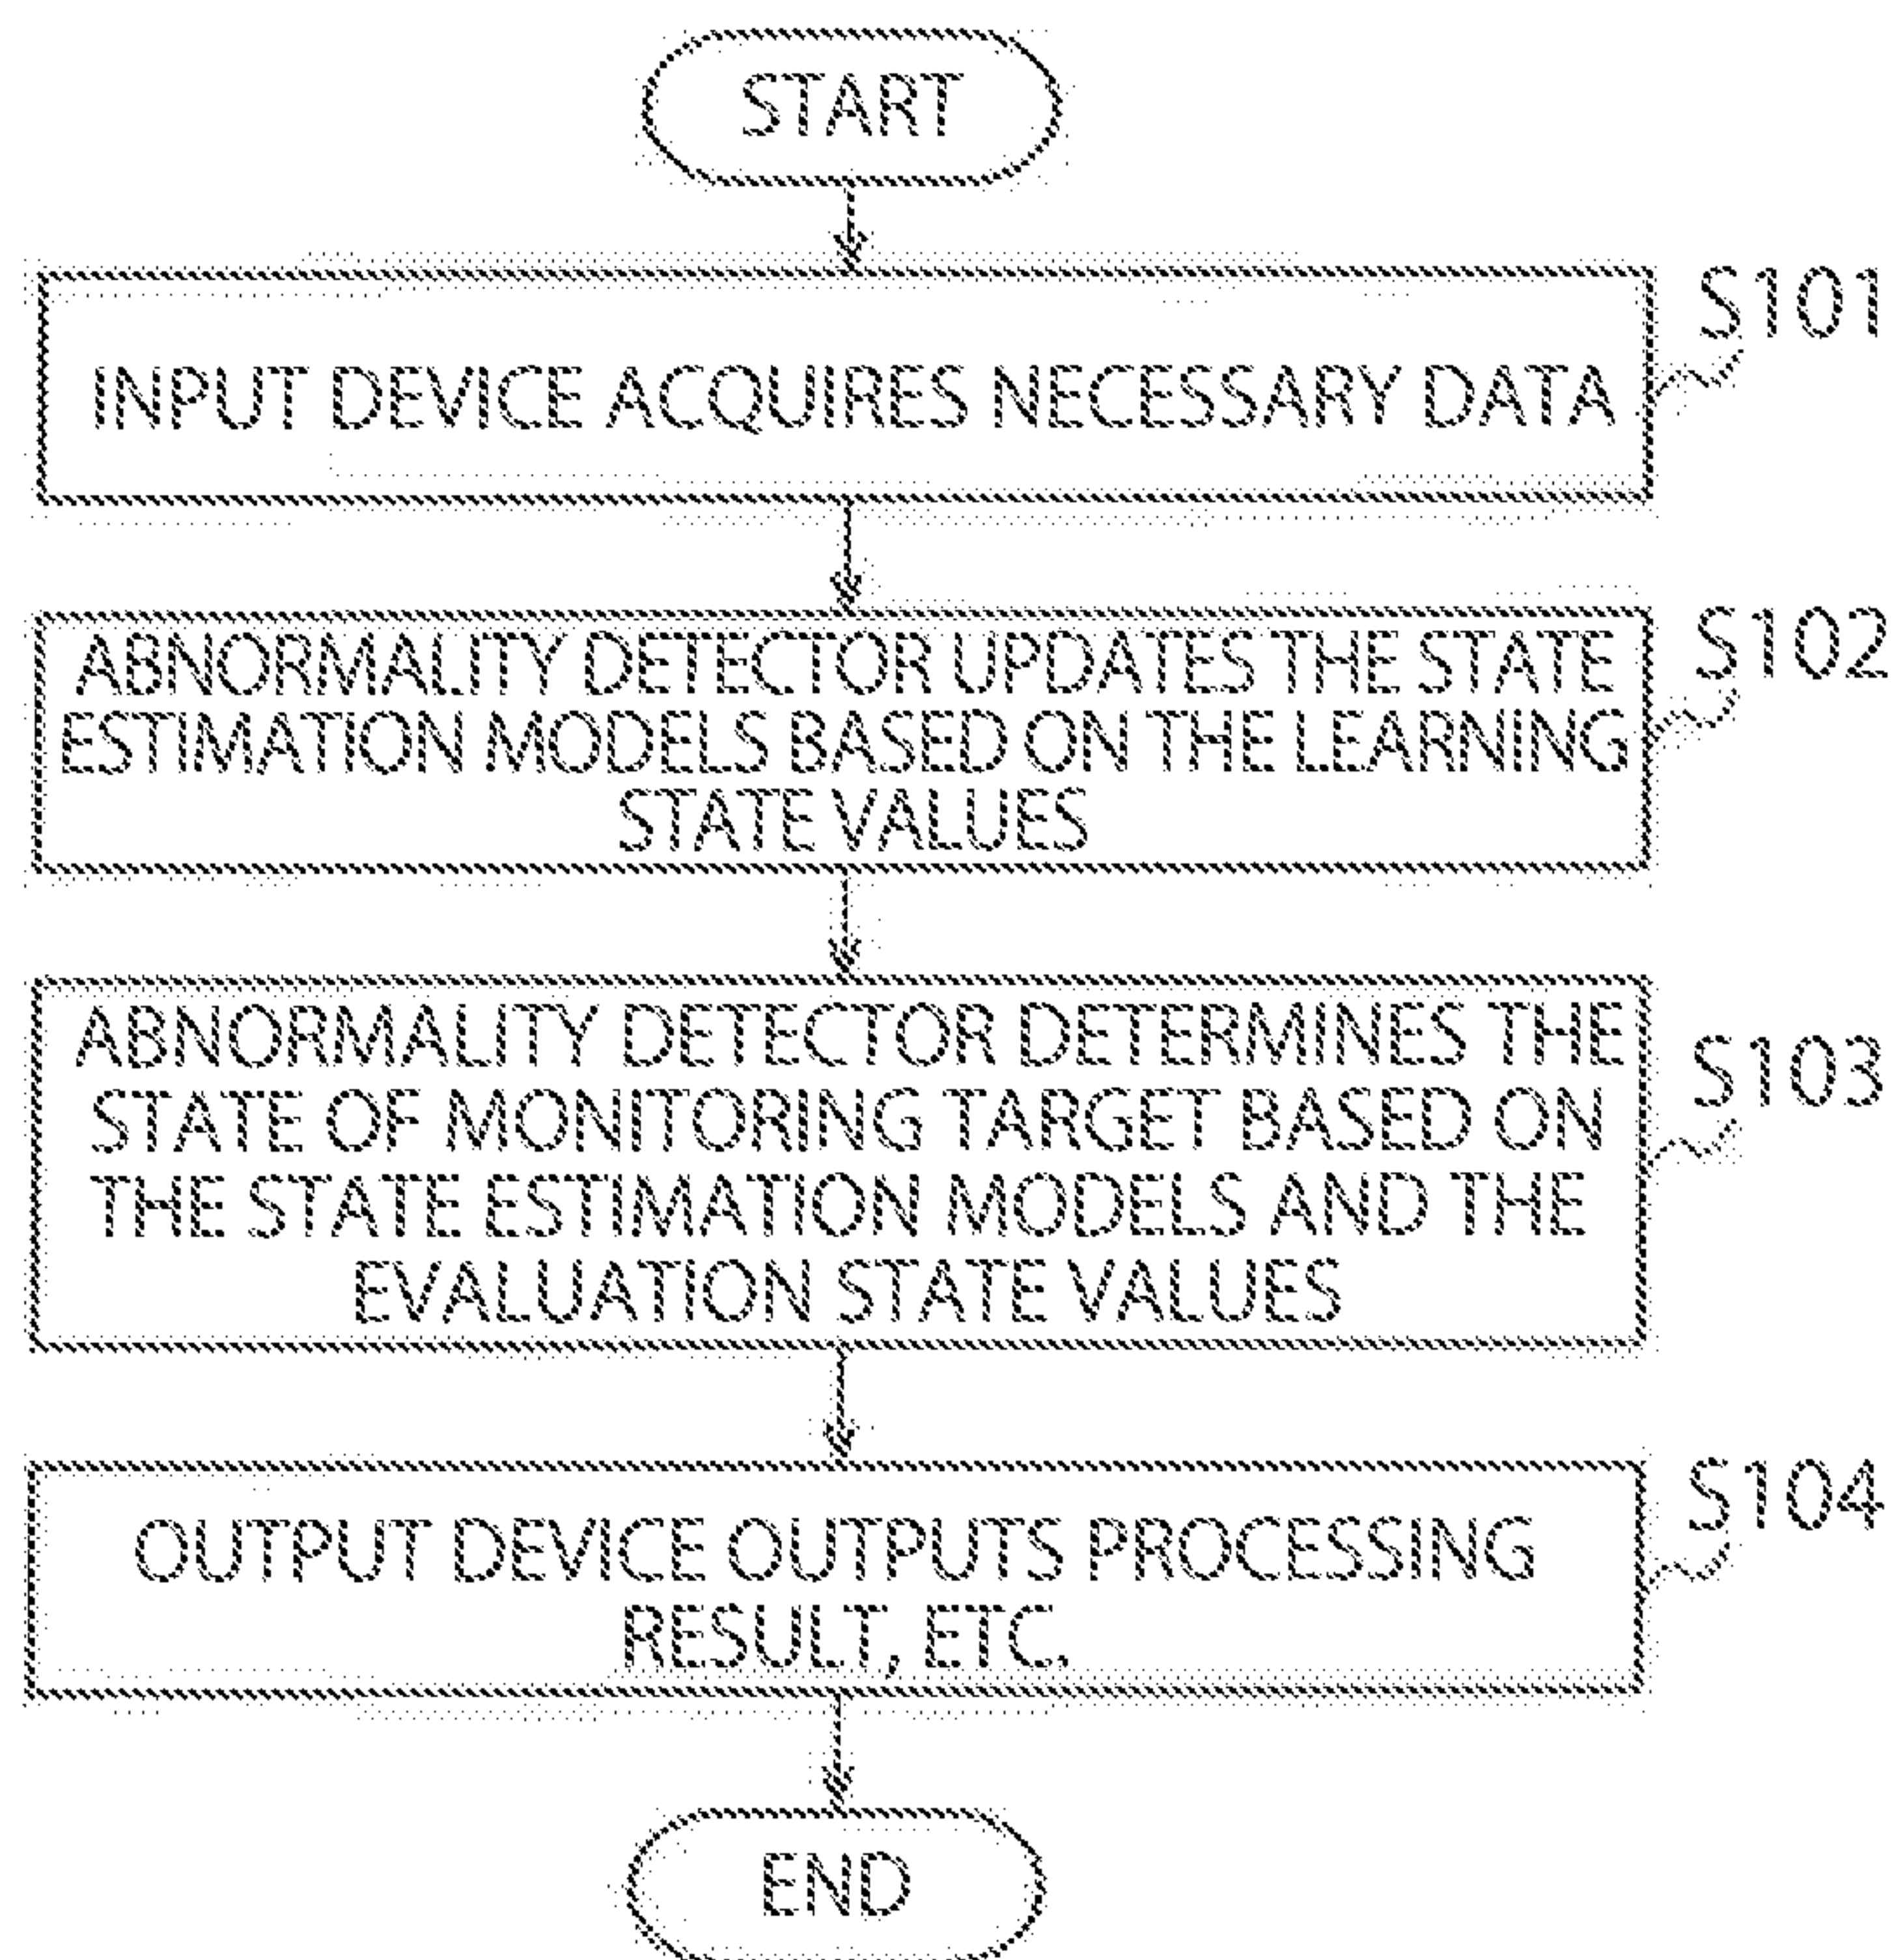 START
S101
INPUT DEVICE ACQUIRES NECESSARY DATA
S102
ABNORMALITY DETECTOR UPDATES THE STATE
ESTIMATION MODELS BASED ON THE LEARNING
STATE VALUES
S103
ABNORMALITY DETECTOR DETERMINES THE
STATE OF MONITORING TARGET BASED ON
THE STATE ESTIMATION MODELS AND THE
EVALUATION STATE VALUES
S104
OUTPUT DEVICE OUTPUTS PROCESSING
RESULT, ETC.
END